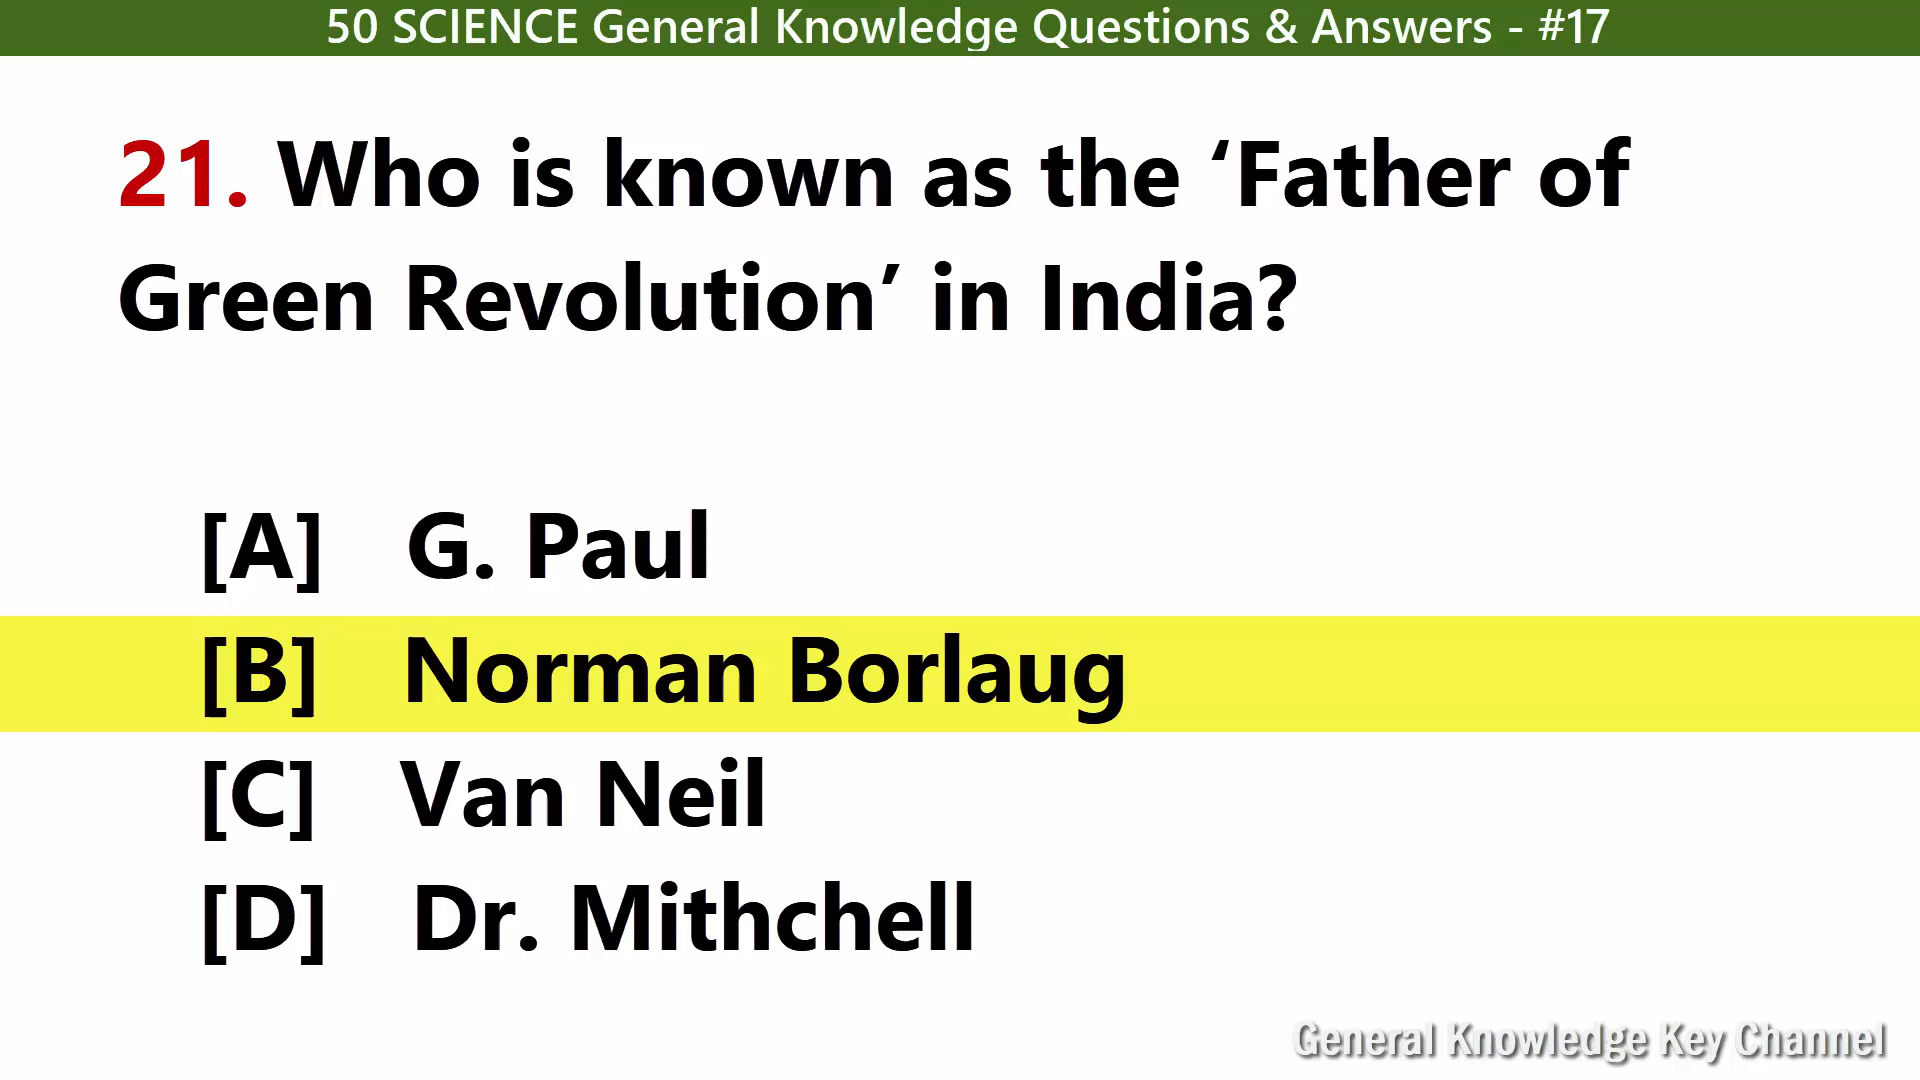 50 SCIENCE General Knowledge Questions & Answers - #17
21. Who is known as the ‘Father of
Green Revolution’ in India?
[A] G. Paul
[B] Norman Borlaug
[C] Van Neil
[D] Dr. Mithchell
General Knowledge Key Channel